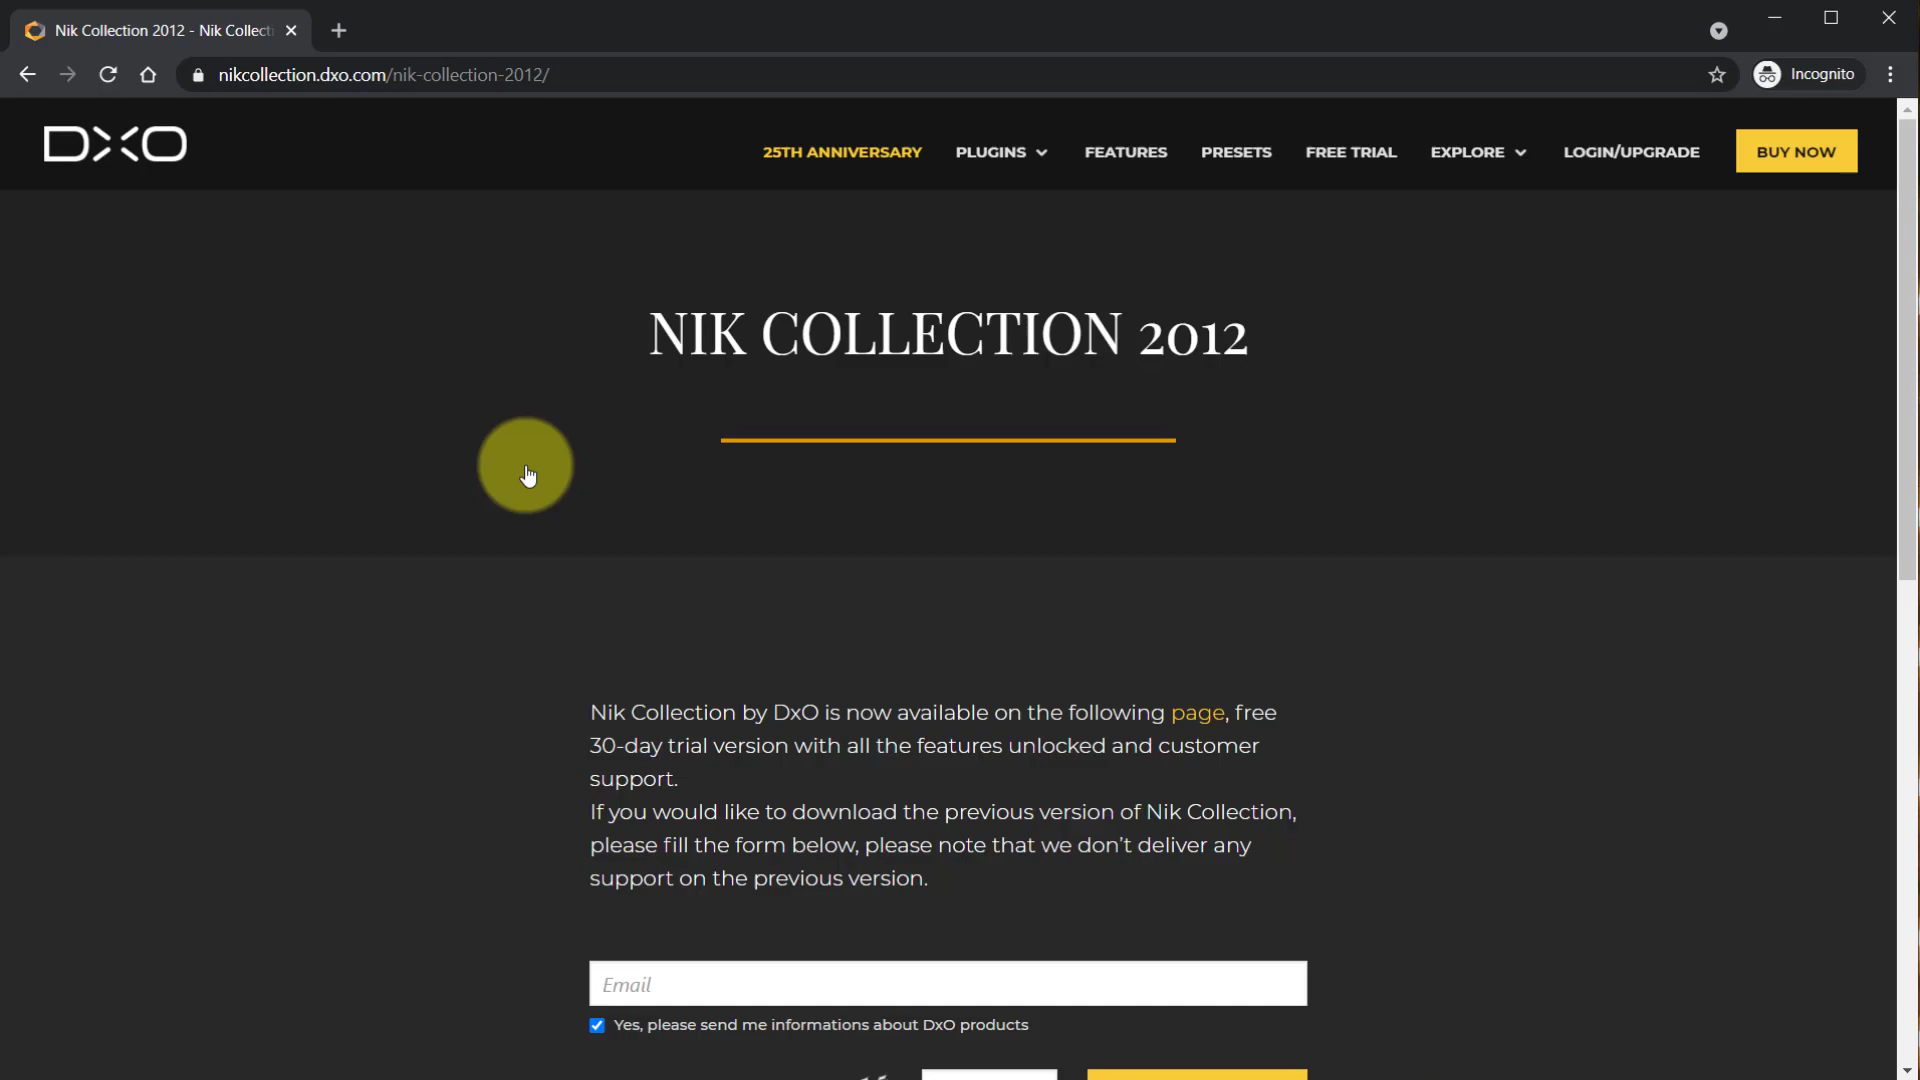 Nik Collection 2012 - Nik Collecti
nikcollection.dxo.com/nik-collection-2012/
Incognito
DXO
25TH ANNIVERSARY
PLUGINS
FEATURES
PRESETS
FREE TRIAL
EXPLORE
LOGIN/UPGRADE
BUY NOW
NIK COLLECTION 2012
Nik Collection by DxO is now available on the following page, free
30-day trial version with all the features unlocked and customer
support.
If you would like to download the previous version of Nik Collection,
please fill the form below, please note that we don't deliver any
support on the previous version.
Email
Yes, please send me informations about DxO products